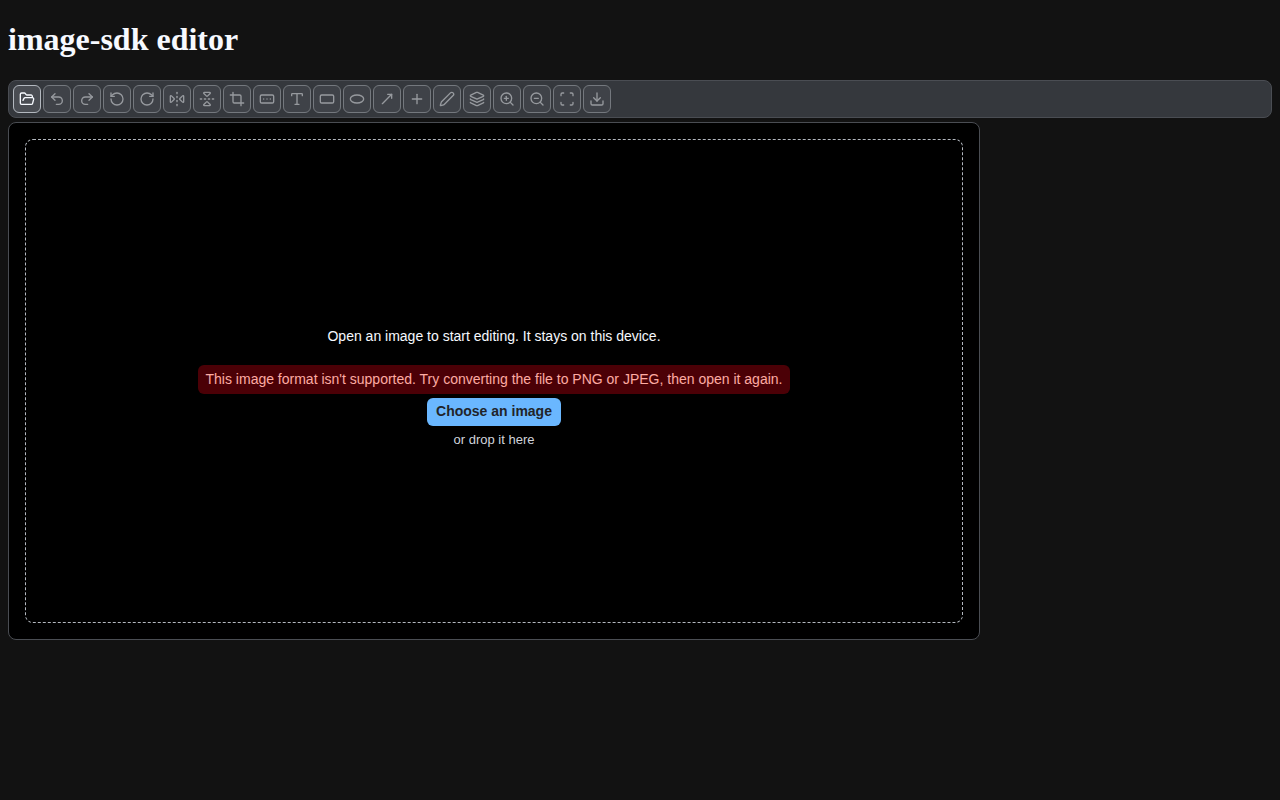 image-sdk editor
Open an image to start editing. It stays on this device.
This image format isn't supported. Try converting the file to PNG or JPEG, then open it again.
Choose an image
or drop it here